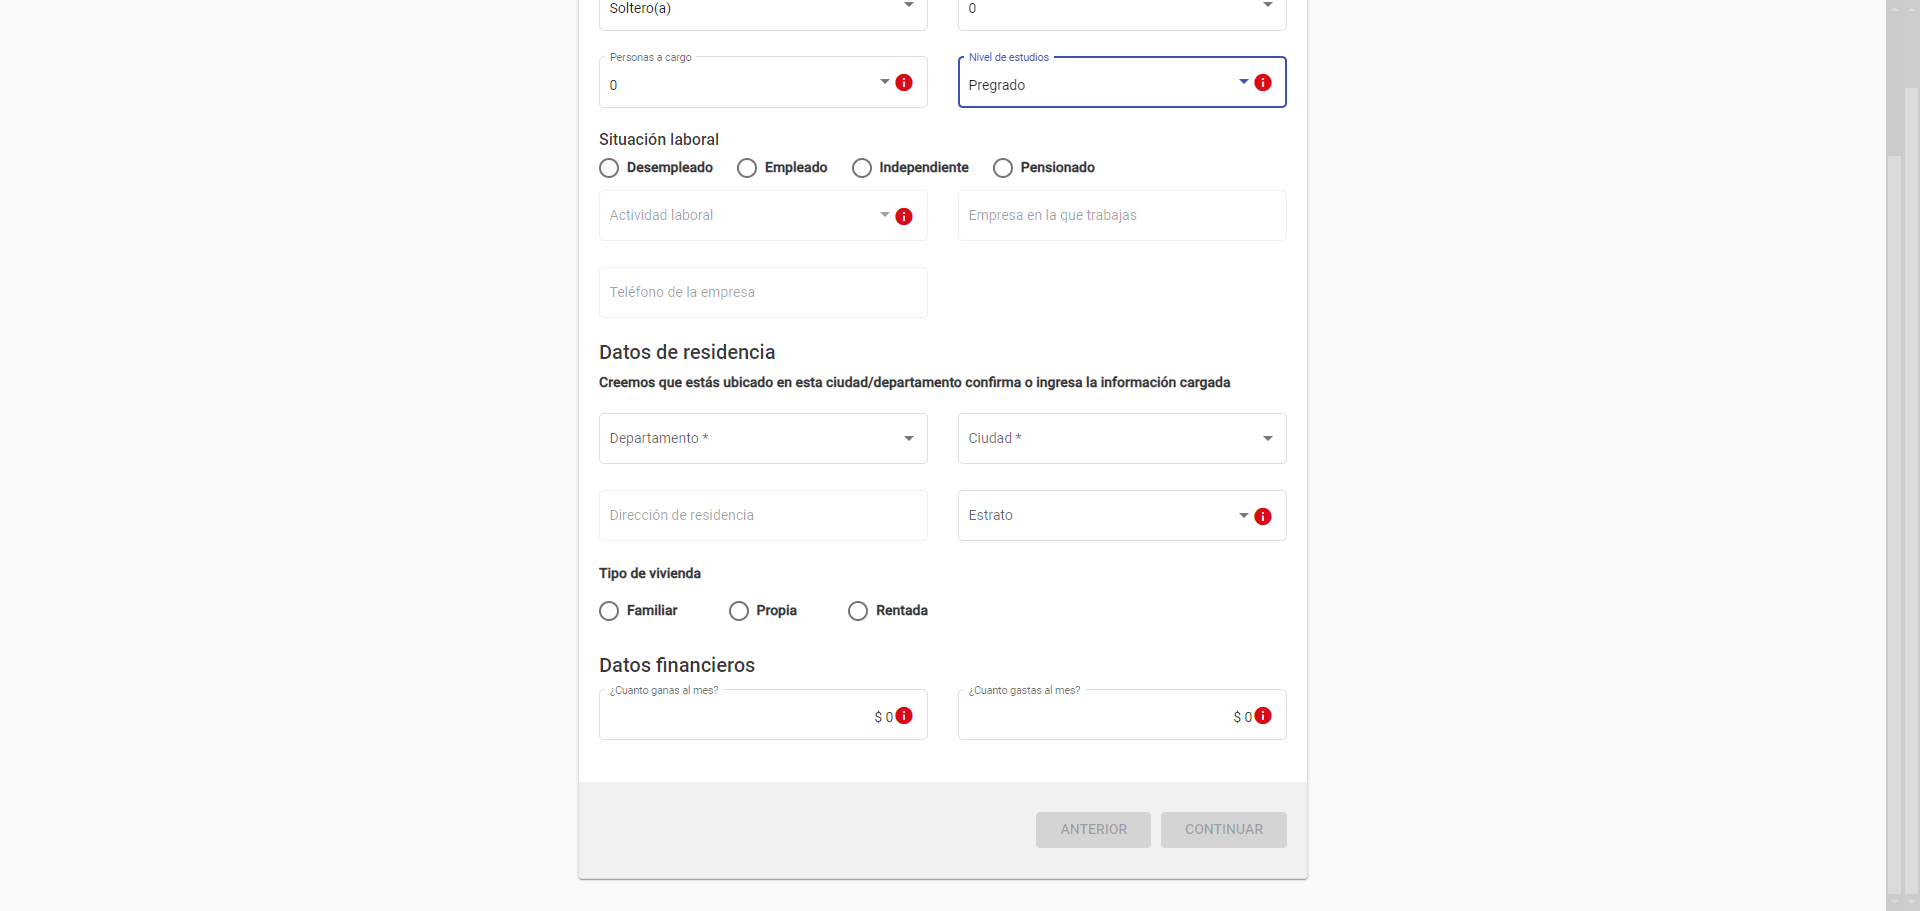 Soltero(a)
0
Personas a cargo
0
Nivel de estudios
Pregrado
Situación laboral
Desempleado
Empleado
Independiente
Pensionado
Actividad laboral
Empresa en la que trabajas
Teléfono de la empresa
Datos de residencia
Creemos que estás ubicado en esta ciudad/departamento confirma o ingresa la información cargada
Departamento *
Ciudad *
Dirección de residencia
Estrato
Tipo de vivienda
Familiar
Propia
Rentada
Datos financieros
¿Cuanto ganas al mes?
$ 0
¿Cuanto gastas al mes?
$ 0
ANTERIOR
CONTINUAR